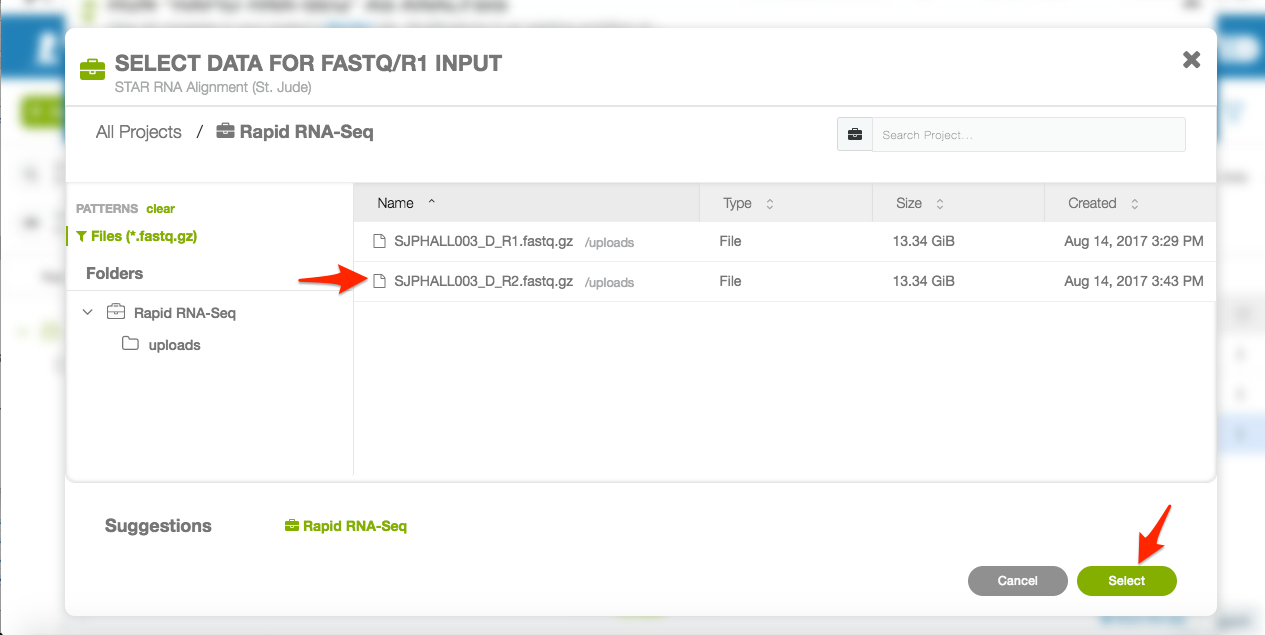 SELECT DATA FOR FASTQ/R1 INPUT
STAR RNA Alignment (St. Jude)
All Projects / Rapid RNA-Seq
Search Project...
PATTERNS clear
Files (*.fastq.gz)
Folders
Rapid RNA-Seq
uploads
Name Type Size Created
SJPHALL003_D_R1.fastq.gz /uploads File 13.34 GiB Aug 14, 2017 3:29 PM
SJPHALL003_D_R2.fastq.gz /uploads File 13.34 GiB Aug 14, 2017 3:43 PM
Suggestions Rapid RNA-Seq
Cancel Select